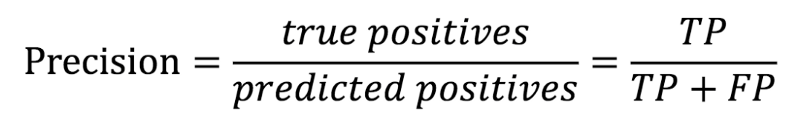 Precision = true positives / predicted positives = TP / TP + FP